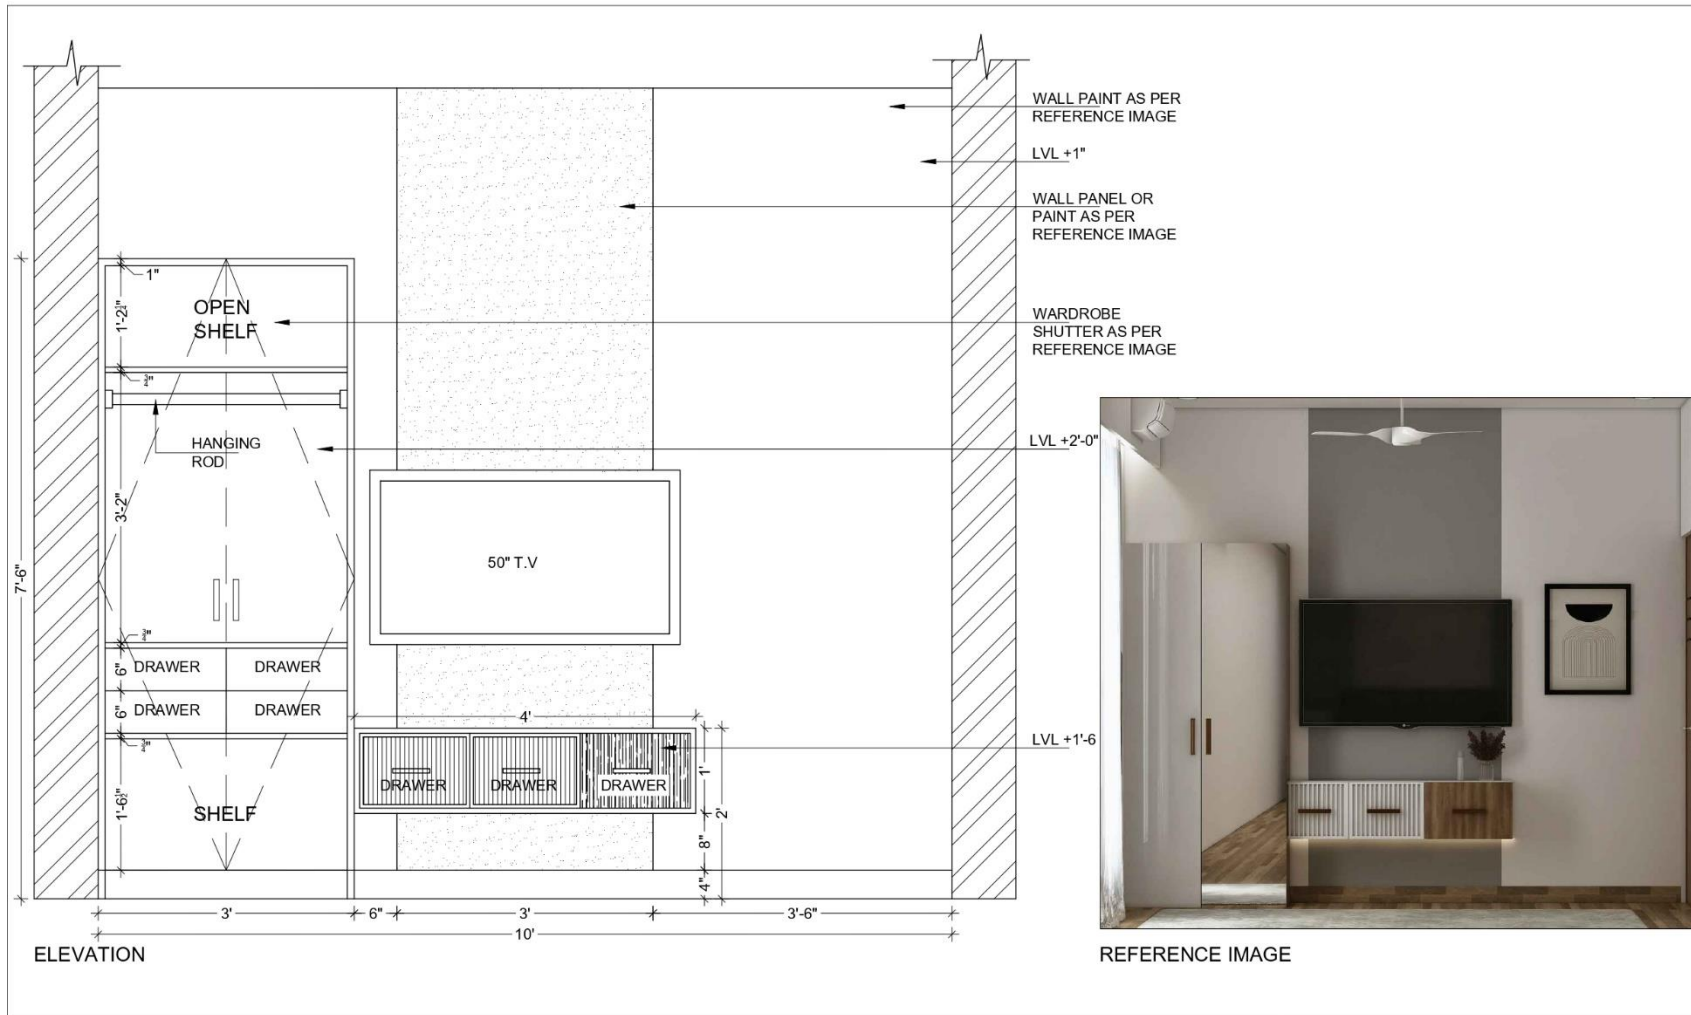 WALL PAINT AS PER
REFERENCE IMAGE
LVL +1"
WALL PANEL OR
PAINT AS PER
REFERENCE IMAGE
WARDROBE
SHUTTER AS PER
REFERENCE IMAGE
LVL +2'-0"
LVL +1'-6
7'-6"
1"
1'-2¼"
OPEN
SHELF
¾"
HANGING
ROD
3'-2"
50" T.V
¾"
6"
DRAWER
DRAWER
6"
DRAWER
DRAWER
¾"
1'-6½"
SHELF
4'
DRAWER
DRAWER
DRAWER
1'
2'
8"
4"
3'
6"
3'
3'-6"
10'
ELEVATION
REFERENCE IMAGE